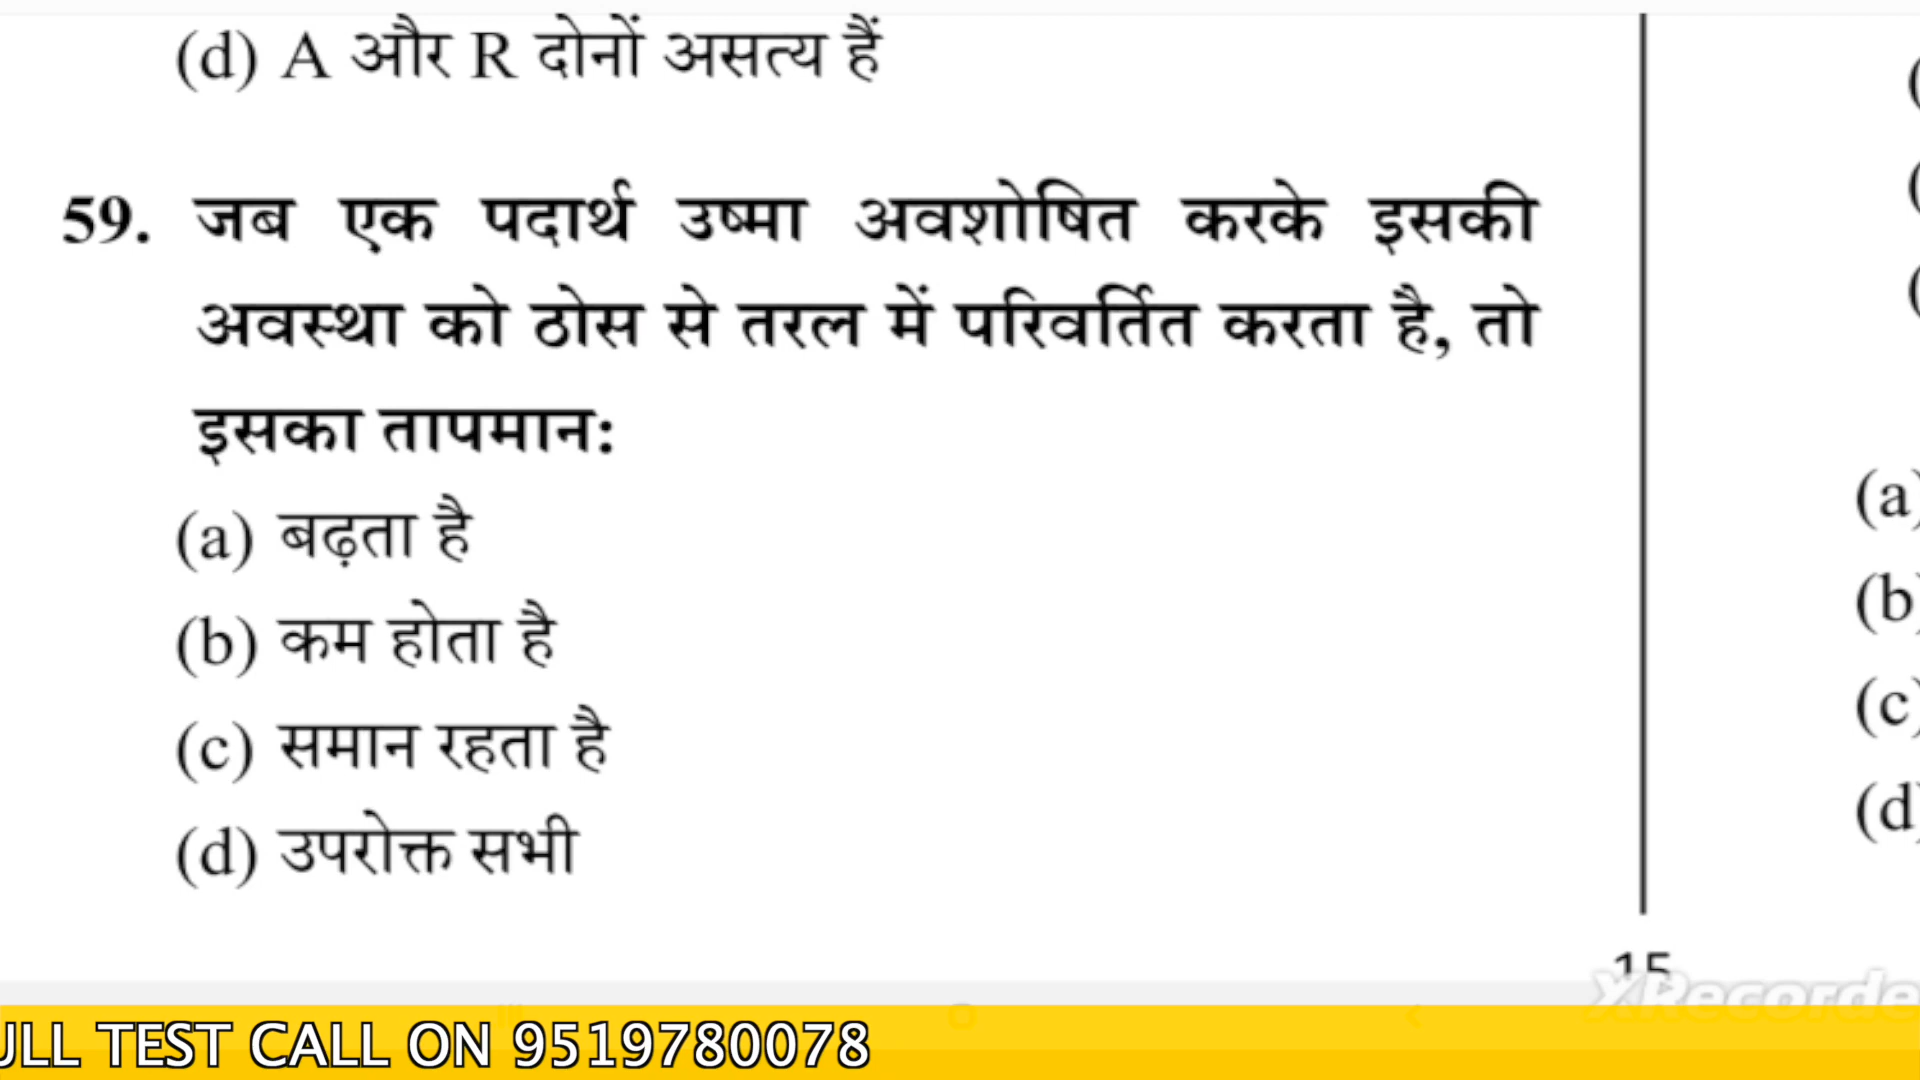 (d) A और R दोनों असत्य हैं
59. जब एक पदार्थ उष्मा अवशोषित करके इसकी
अवस्था को ठोस से तरल में परिवर्तित करता है, तो
इसका तापमान:
(a) बढ़ता है
(b) कम होता है
(c) समान रहता है
(d) उपरोक्त सभी
(a)
(b)
(c)
(d)
15
XRecorde
ULL TEST CALL ON 9519780078